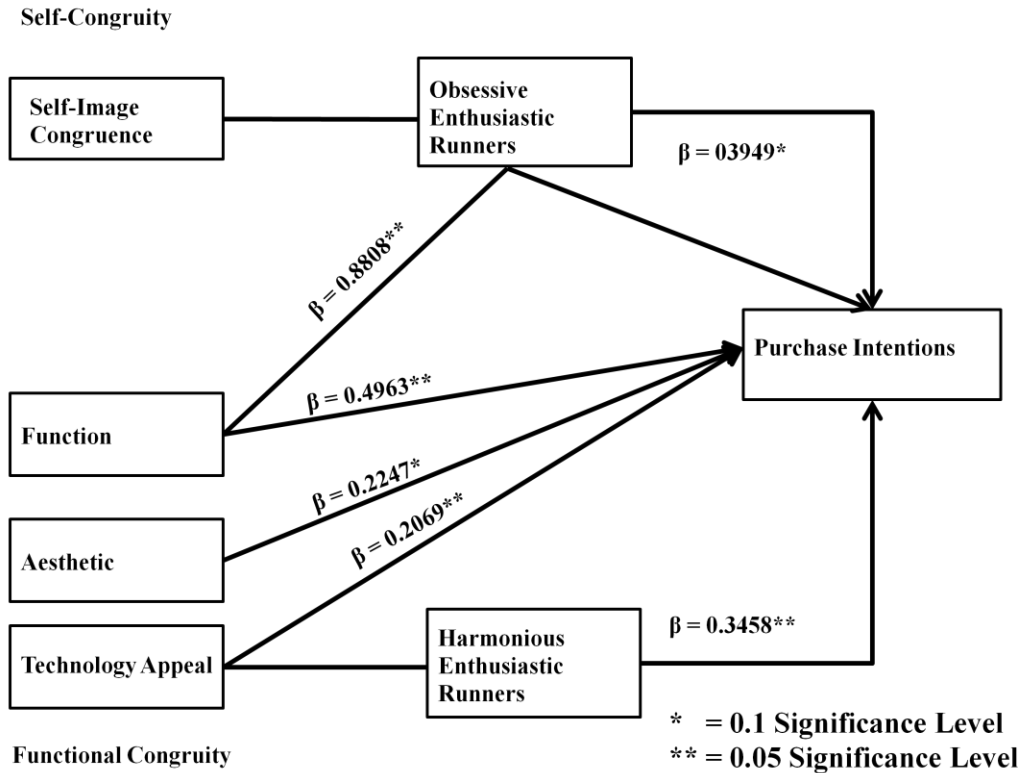 Self-Congruity
Self-Image
Congruence
Obsessive
Enthusiastic
Runners
β = 03949*
β = 0.8808**
Purchase Intentions
β = 0.4963**
Function
β = 0.2247*
β = 0.2069**
Aesthetic
Technology Appeal
Harmonious
Enthusiastic
Runners
β = 0.3458**
* = 0.1 Significance Level
** = 0.05 Significance Level
Functional Congruity